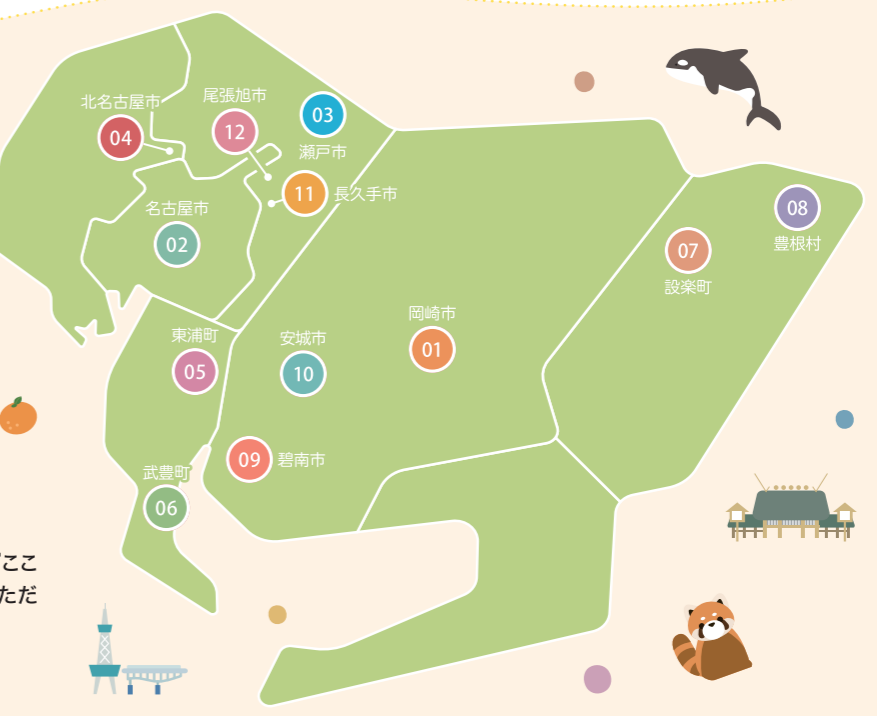 北名古屋市
04
尾張旭市
12
03
瀬戸市
11 長久手市
名古屋市
02
08
豊根村
07
設楽町
岡崎市
01
東浦町
05
安城市
10
09 碧南市
武豊町
06
ここ
ただ